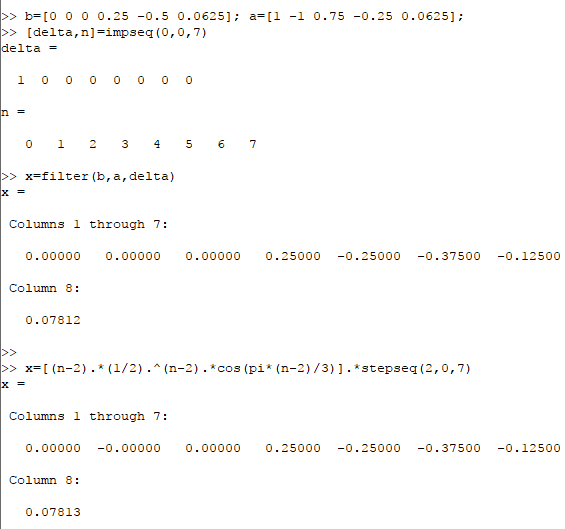 >> b=[0 0 0 0.25 -0.5 0.0625]; a=[1 -1 0.75 -0.25 0.0625];
>> [delta,n]=impseq(0,0,7)
delta =
1 0 0 0 0 0 0 0
n =
0 1 2 3 4 5 6 7
>> x=filter(b,a,delta)
x =
Columns 1 through 7:
0.00000 0.00000 0.00000 0.25000 -0.25000 -0.37500 -0.12500
Column 8:
0.07812
>>
>> x=[(n-2).*(1/2).^(n-2).*cos(pi*(n-2)/3)].*stepseq(2,0,7)
x =
Columns 1 through 7:
0.00000 -0.00000 0.00000 0.25000 -0.25000 -0.37500 -0.12500
Column 8:
0.07813